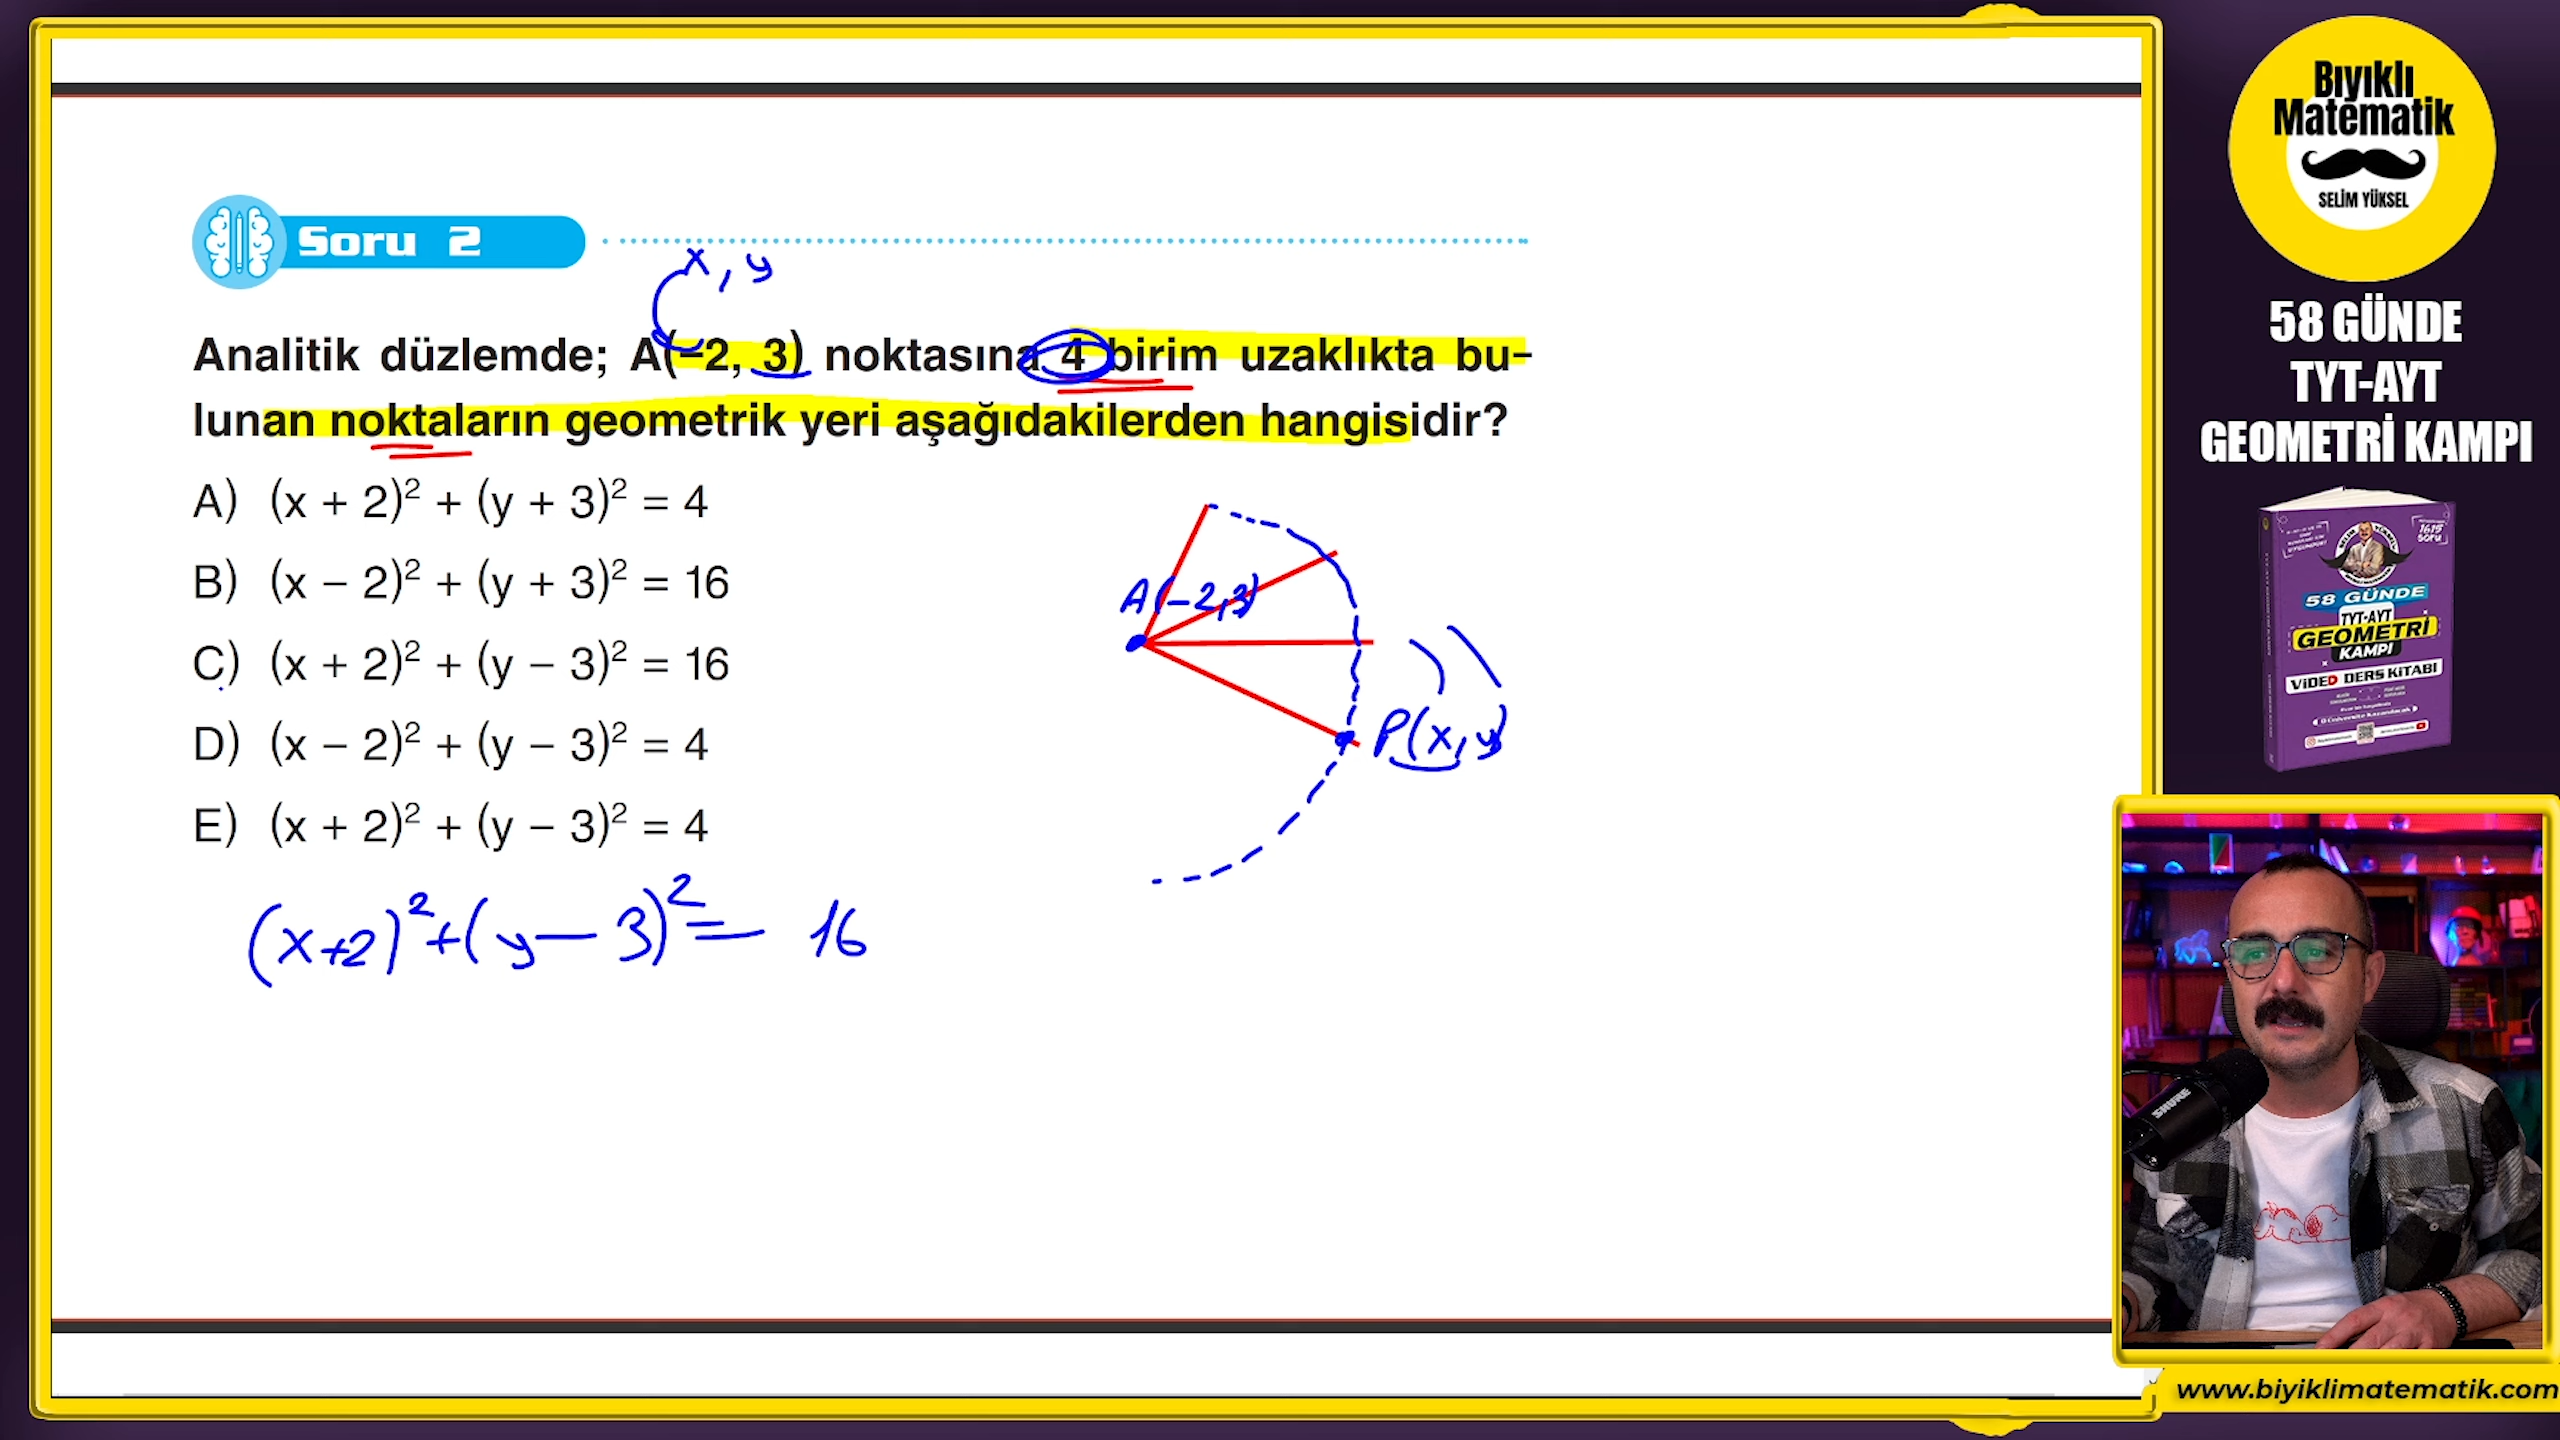 Soru 2
x, y
Analitik düzlemde; A(−2, 3) noktasına 4 birim uzaklıkta bu-
lunan noktaların geometrik yeri aşağıdakilerden hangisidir?
A) (x + 2)² + (y + 3)² = 4
B) (x − 2)² + (y + 3)² = 16
C) (x + 2)² + (y − 3)² = 16
D) (x − 2)² + (y − 3)² = 4
E) (x + 2)² + (y − 3)² = 4
A(−2,3)
P(x,y)
(x+2)²+(y−3)² = 16
Bıyıklı
Matematik
SELİM YÜKSEL
58 GÜNDE
TYT-AYT
GEOMETRİ KAMPI
1615
SORU
58 GÜNDE
TYT-AYT
GEOMETRİ
KAMPI
VİDEO DERS KİTABI
SHURE
www.biyiklimatematik.com